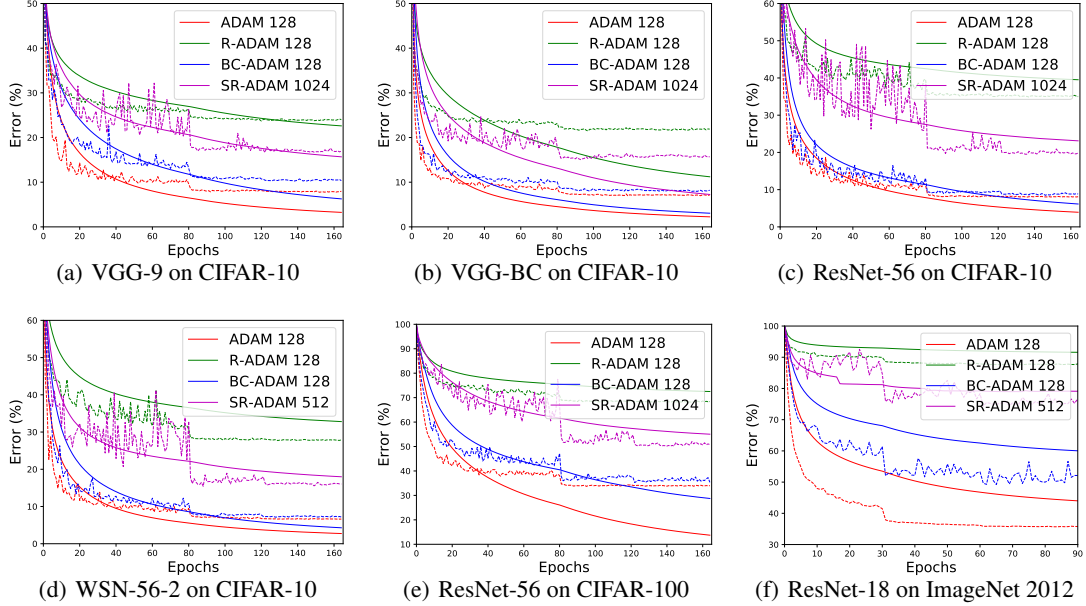 50
40
30
20
10
0
Error (%)
0 20 40 60 80 100 120 140 160
Epochs
ADAM 128
R-ADAM 128
BC-ADAM 128
SR-ADAM 1024
(a) VGG-9 on CIFAR-10
50
40
30
20
10
0
Error (%)
0 20 40 60 80 100 120 140 160
Epochs
ADAM 128
R-ADAM 128
BC-ADAM 128
SR-ADAM 1024
(b) VGG-BC on CIFAR-10
60
50
40
30
20
10
0
Error (%)
0 20 40 60 80 100 120 140 160
Epochs
ADAM 128
R-ADAM 128
BC-ADAM 128
SR-ADAM 1024
(c) ResNet-56 on CIFAR-10
60
50
40
30
20
10
0
Error (%)
0 20 40 60 80 100 120 140 160
Epochs
ADAM 128
R-ADAM 128
BC-ADAM 128
SR-ADAM 512
(d) WSN-56-2 on CIFAR-10
100
90
80
70
60
50
40
30
20
10
Error (%)
0 20 40 60 80 100 120 140 160
Epochs
ADAM 128
R-ADAM 128
BC-ADAM 128
SR-ADAM 1024
(e) ResNet-56 on CIFAR-100
100
90
80
70
60
50
40
30
Error (%)
0 10 20 30 40 50 60 70 80 90
Epochs
ADAM 128
R-ADAM 128
BC-ADAM 128
SR-ADAM 512
(f) ResNet-18 on ImageNet 2012